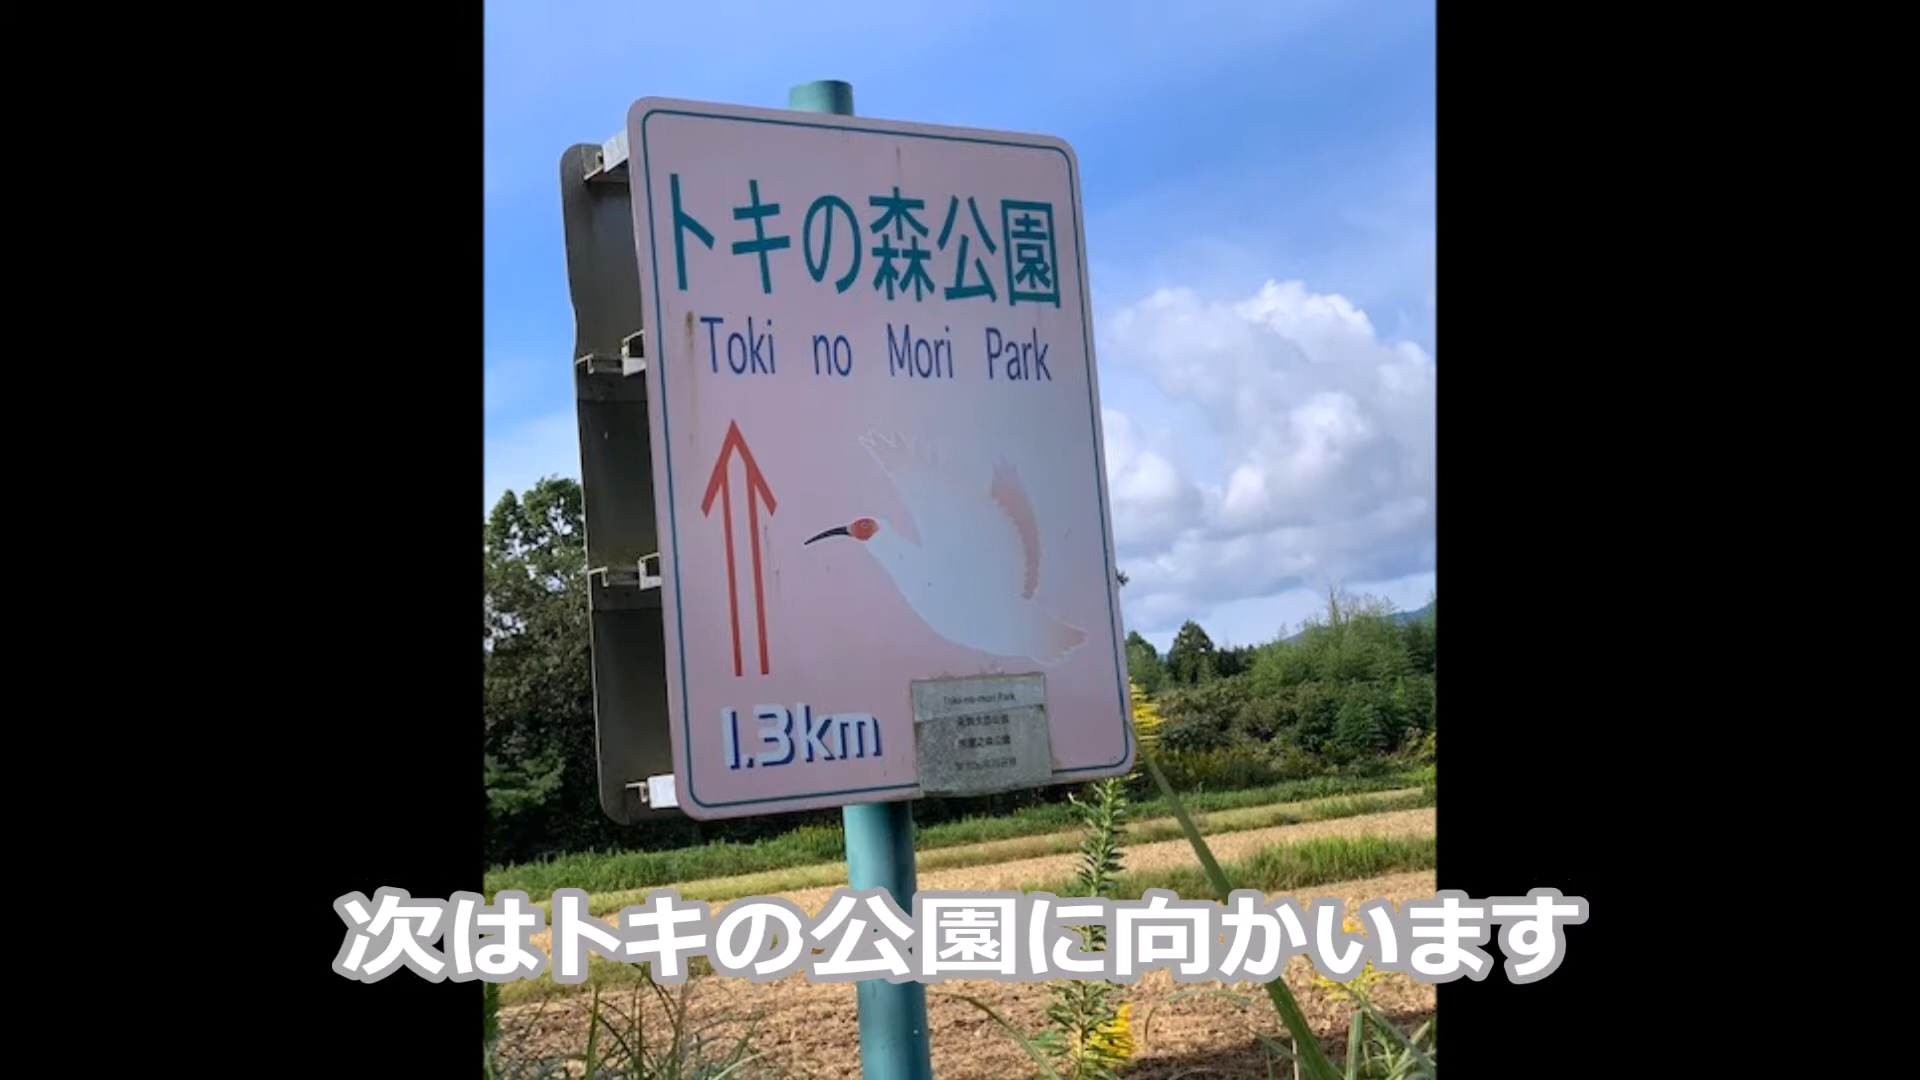 トキの森公園
Toki no Mori Park
1.3km
Toki-no-mori Park
次はトキの公園に向かいます